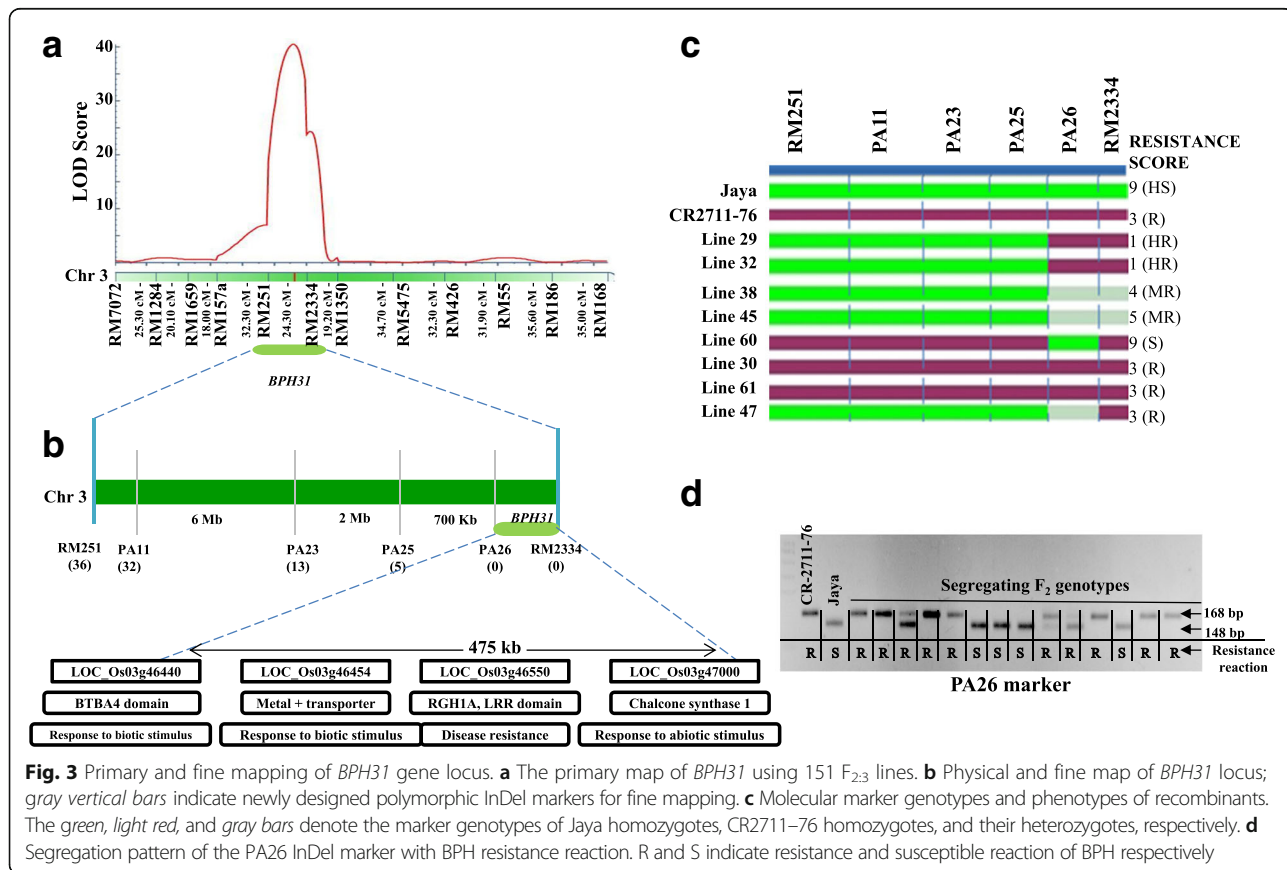 a
LOD Score
40
30
20
10
Chr 3
RM7072
25.30 cM -
RM1284
20.10 cM -
RM1659
18.00 cM -
RM157a
32.30 cM -
RM251
24.30 cM -
RM2334
19.20 cM -
RM1350
34.70 cM -
RM5475
32.30 cM -
RM426
31.90 cM -
RM55
35.60 cM -
RM186
35.00 cM -
RM168
BPH31
b
Chr 3
6 Mb
2 Mb
700 Kb
BPH31
RM251 PA11 PA23 PA25 PA26 RM2334
(36) (32) (13) (5) (0) (0)
475 kb
LOC_Os03g46440 LOC_Os03g46454 LOC_Os03g46550 LOC_Os03g47000
BTBA4 domain Metal + transporter RGH1A, LRR domain Chalcone synthase 1
Response to biotic stimulus Response to biotic stimulus Disease resistance Response to abiotic stimulus
c
RM251 PA11 PA23 PA25 PA26 RM2334
RESISTANCE
SCORE
Jaya 9 (HS)
CR2711-76 3 (R)
Line 29 1 (HR)
Line 32 1 (HR)
Line 38 4 (MR)
Line 45 5 (MR)
Line 60 9 (S)
Line 30 3 (R)
Line 61 3 (R)
Line 47 3 (R)
d
CR-2711-76
Jaya
Segregating F2 genotypes
168 bp
148 bp
R S R R R R R S S S R R R S R R Resistance
reaction
PA26 marker
Fig. 3 Primary and fine mapping of BPH31 gene locus. a The primary map of BPH31 using 151 F2:3 lines. b Physical and fine map of BPH31 locus;
gray vertical bars indicate newly designed polymorphic InDel markers for fine mapping. c Molecular marker genotypes and phenotypes of recombinants.
The green, light red, and gray bars denote the marker genotypes of Jaya homozygotes, CR2711–76 homozygotes, and their heterozygotes, respectively. d
Segregation pattern of the PA26 InDel marker with BPH resistance reaction. R and S indicate resistance and susceptible reaction of BPH respectively